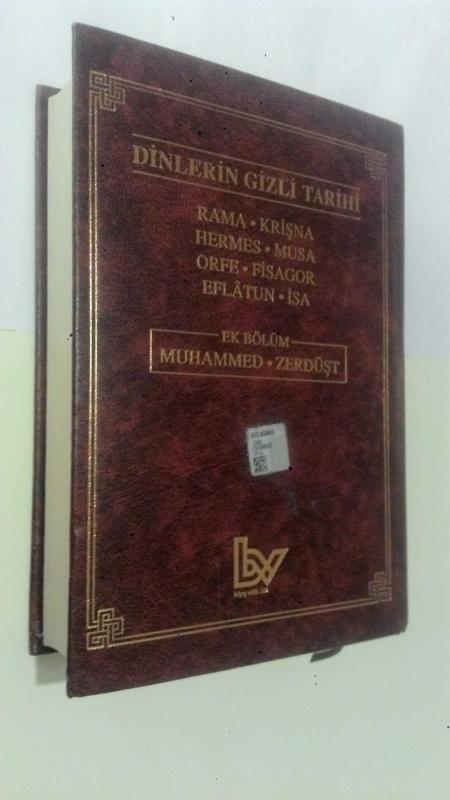 DİNLERİN GİZLİ TARİHİ
RAMA • KRİŞNA
HERMES • MUSA
ORFE • FİSAGOR
EFLÂTUN • İSA
EK BÖLÜM
MUHAMMED • ZERDÜŞT
bv